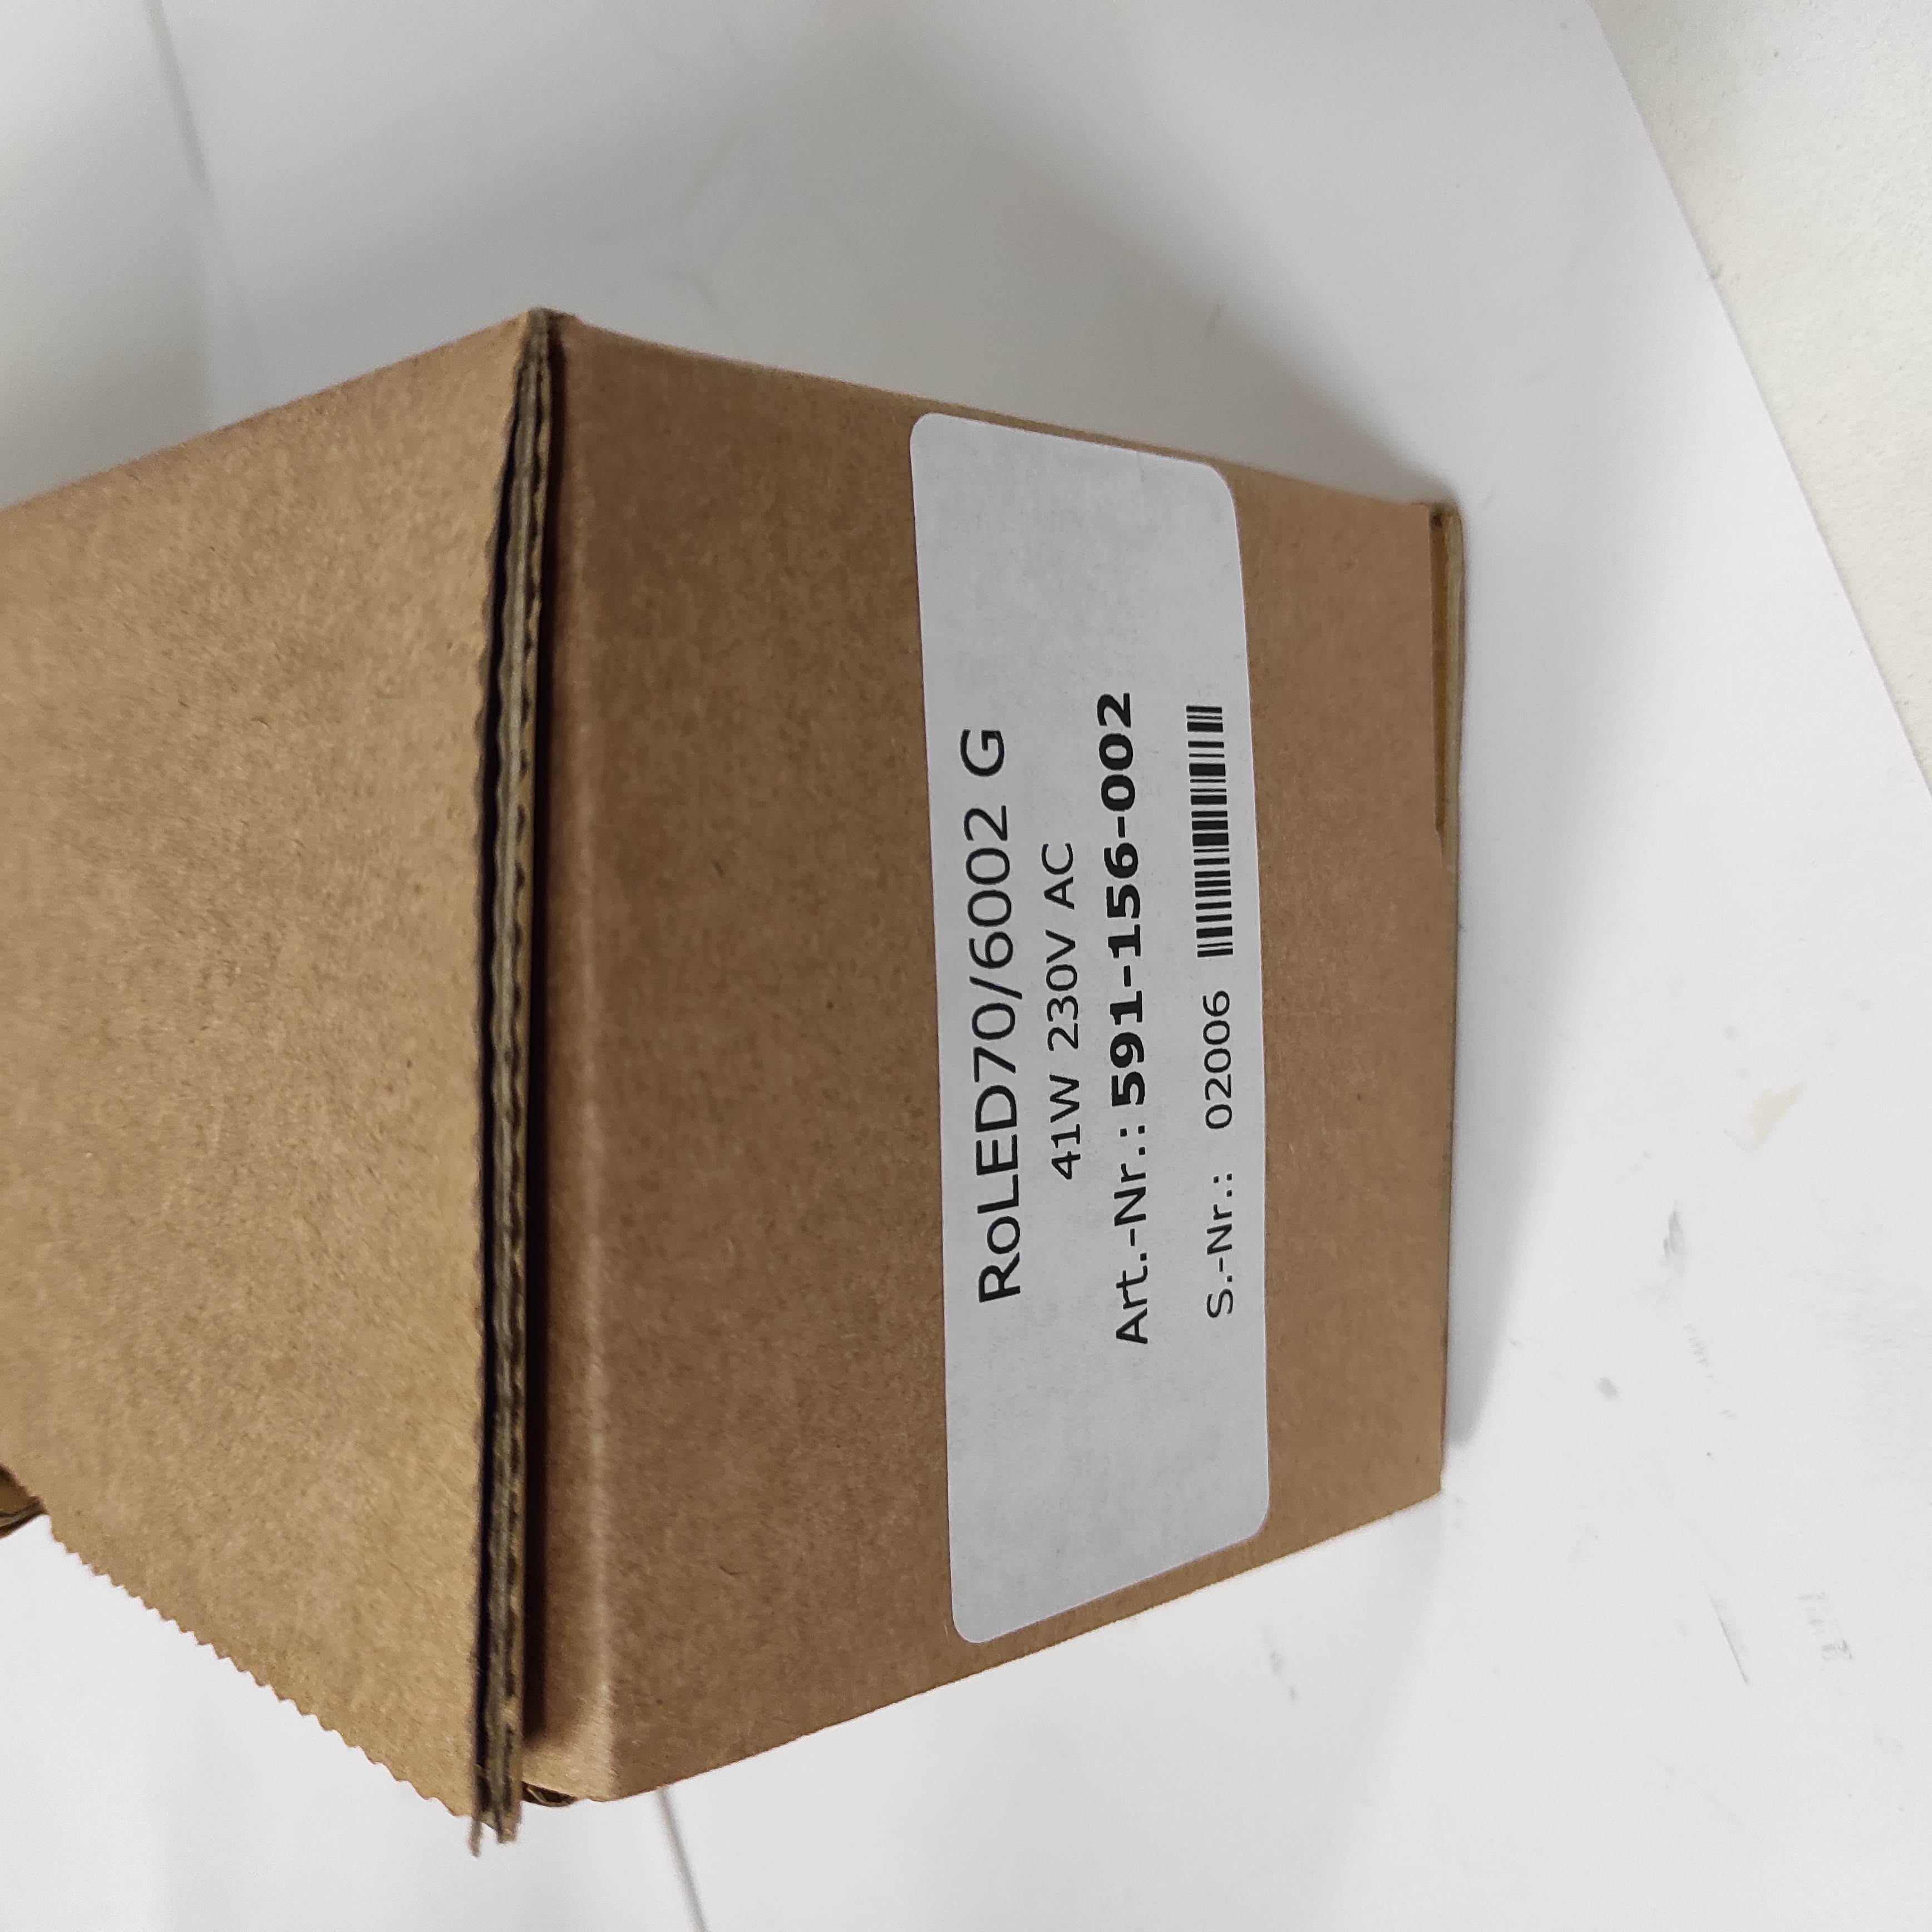 RoLED70/6002 G
41W 230V AC
Art.-Nr.: 591-156-002
S.-Nr.: 02006